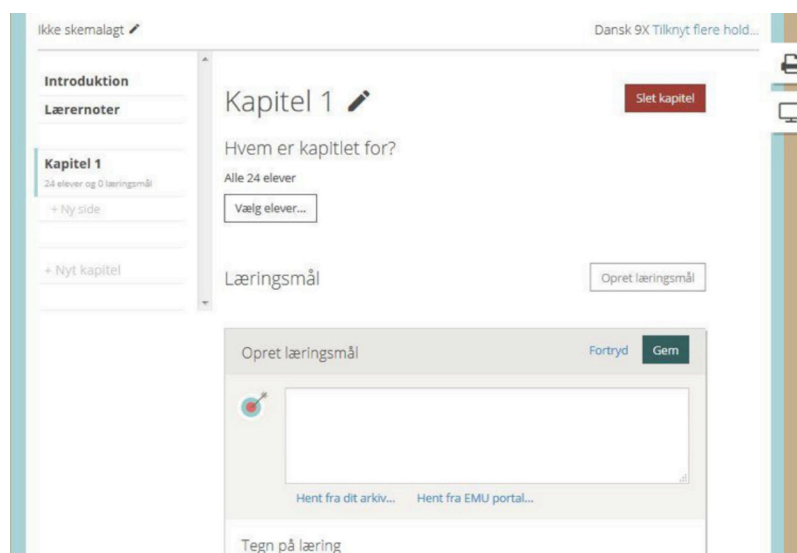 Ikke skemalagt
Dansk 9X Tilknyt flere hold...
Introduktion
Lærernoter
Kapitel 1
24 elever og 0 læringsmål
+ Ny side
+ Nyt kapitel
Kapitel 1
Slet kapitel
Hvem er kapitlet for?
Alle 24 elever
Vælg elever...
Læringsmål
Opret læringsmål
Opret læringsmål
Fortryd
Gem
Hent fra dit arkiv...
Hent fra EMU portal...
Tegn på læring